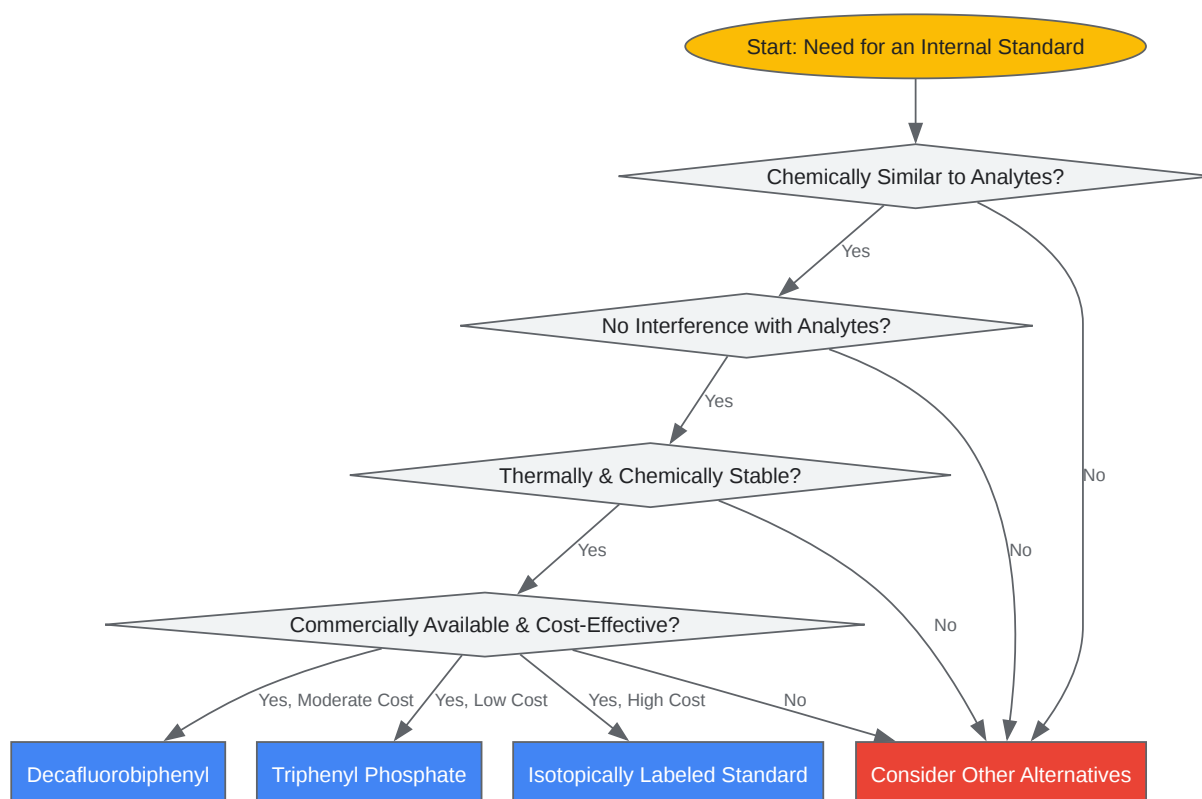 Start: Need for an Internal Standard
Chemically Similar to Analytes?
Yes
No Interference with Analytes?
Yes
Thermally & Chemically Stable?
No
Yes
No
Commercially Available & Cost-Effective?
No
Yes, Moderate Cost
Yes, Low Cost
Yes, High Cost
No
Decafluorobiphenyl
Triphenyl Phosphate
Isotopically Labeled Standard
Consider Other Alternatives